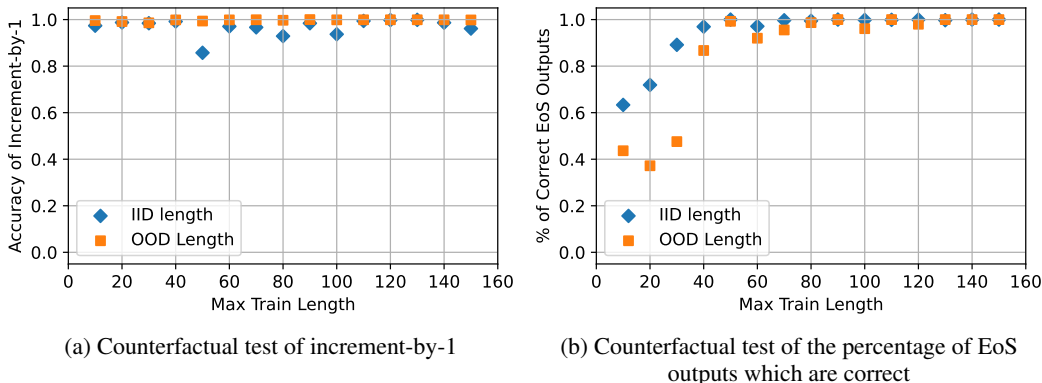 1.0
0.8
0.6
0.4
0.2
0.0
Accuracy of Increment-by-1
IID length
OOD Length
0 20 40 60 80 100 120 140 160
Max Train Length
(a) Counterfactual test of increment-by-1
1.0
0.8
0.6
0.4
0.2
0.0
% of Correct EoS Outputs
IID length
OOD Length
0 20 40 60 80 100 120 140 160
Max Train Length
(b) Counterfactual test of the percentage of EoS
outputs which are correct